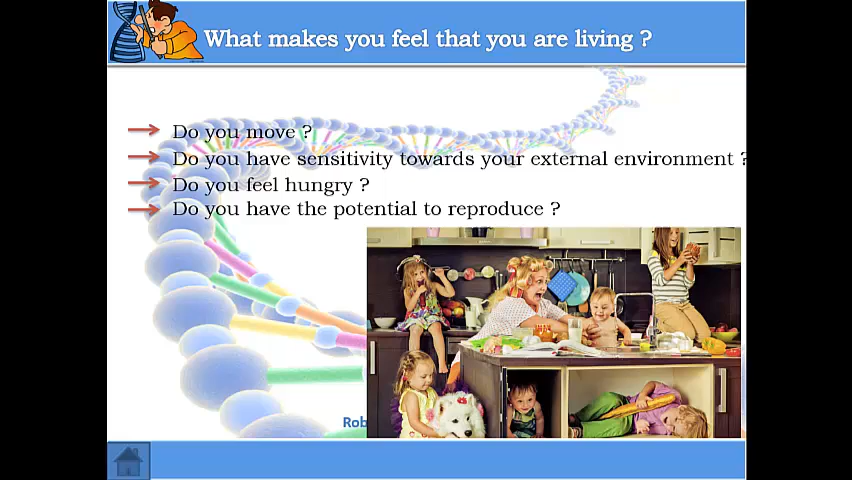 What makes you feel that you are living ?
Do you move ?
Do you have sensitivity towards your external environment ?
Do you feel hungry ?
Do you have the potential to reproduce ?
Rob